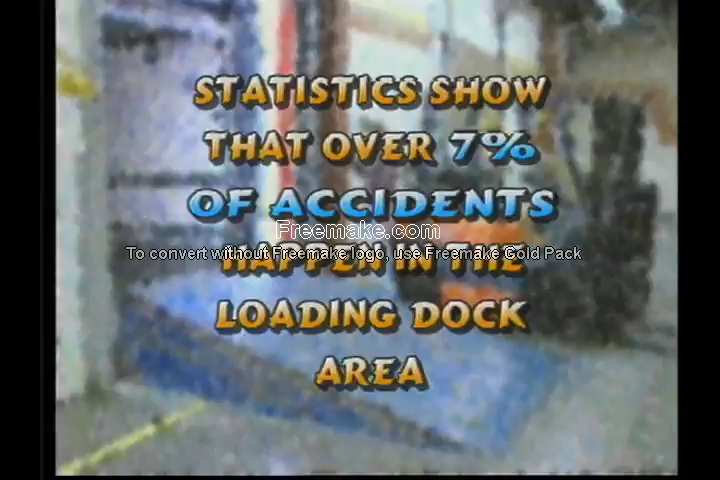 STATISTICS SHOW
THAT OVER 7%
OF ACCIDENTS
Freemake.com
To convert without Freemake logo, use Freemake Gold Pack
HAPPEN IN THE
LOADING DOCK
AREA